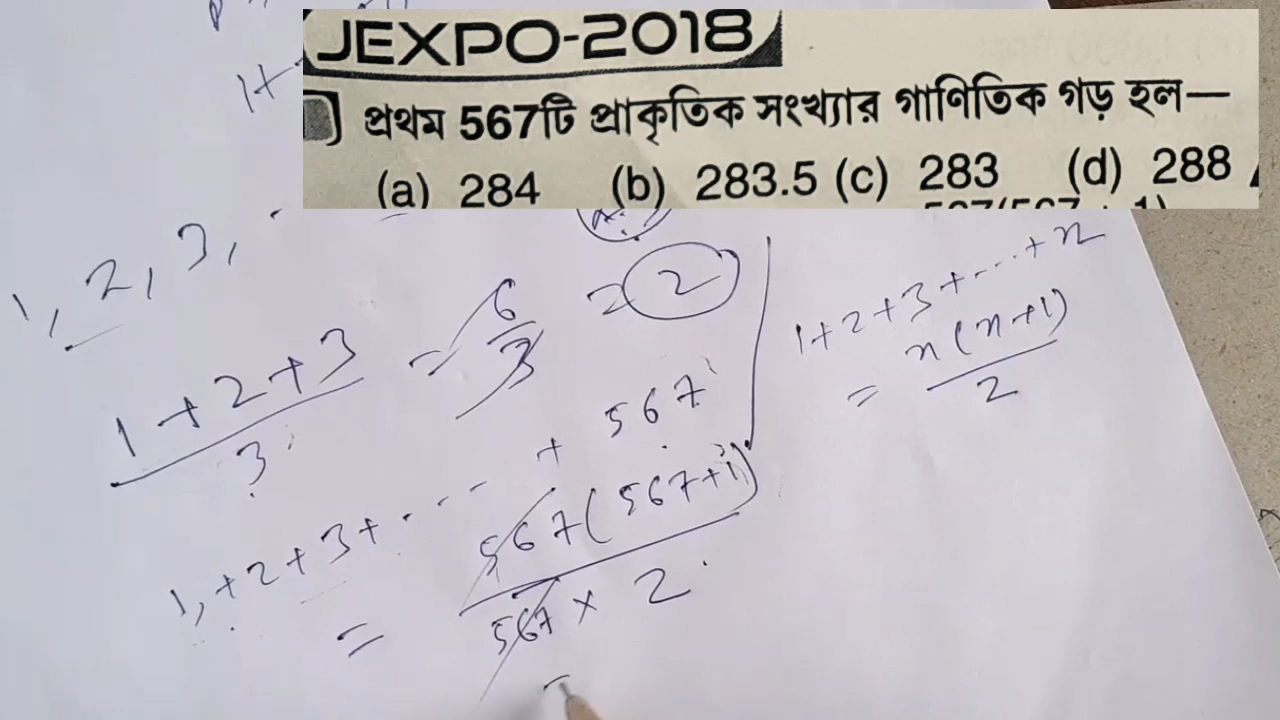 JEXPO-2018
প্রথম 567টি প্রাকৃতিক সংখ্যার গাণিতিক গড় হল—
(a) 284 (b) 283.5 (c) 283 (d) 288
1+
1, 2, 3,
1+2+3 / 3 = 6/3 = 2
1+2+3+---+n
= n(n+1) / 2
1,+2+3+---- + 567
= 567(567+1) / 567 × 2
=